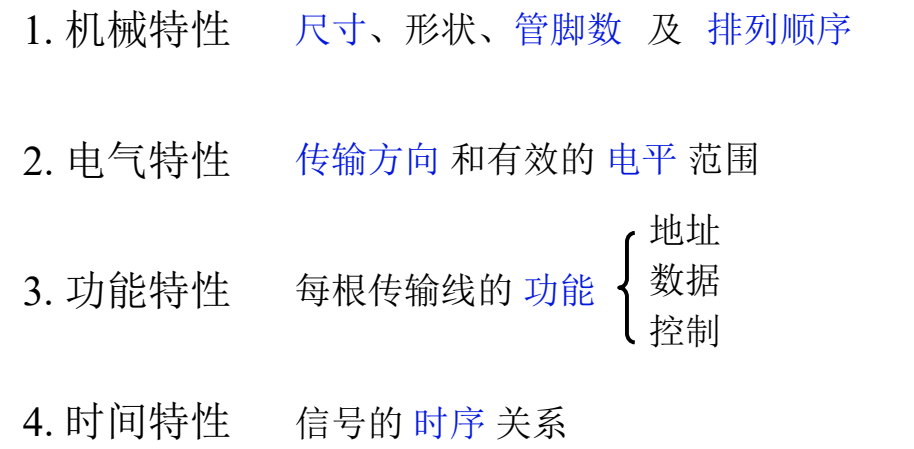 1. 机械特性 尺寸、形状、管脚数 及 排列顺序
2. 电气特性 传输方向 和有效的 电平 范围
3. 功能特性 每根传输线的 功能
地址
数据
控制
4. 时间特性 信号的 时序 关系